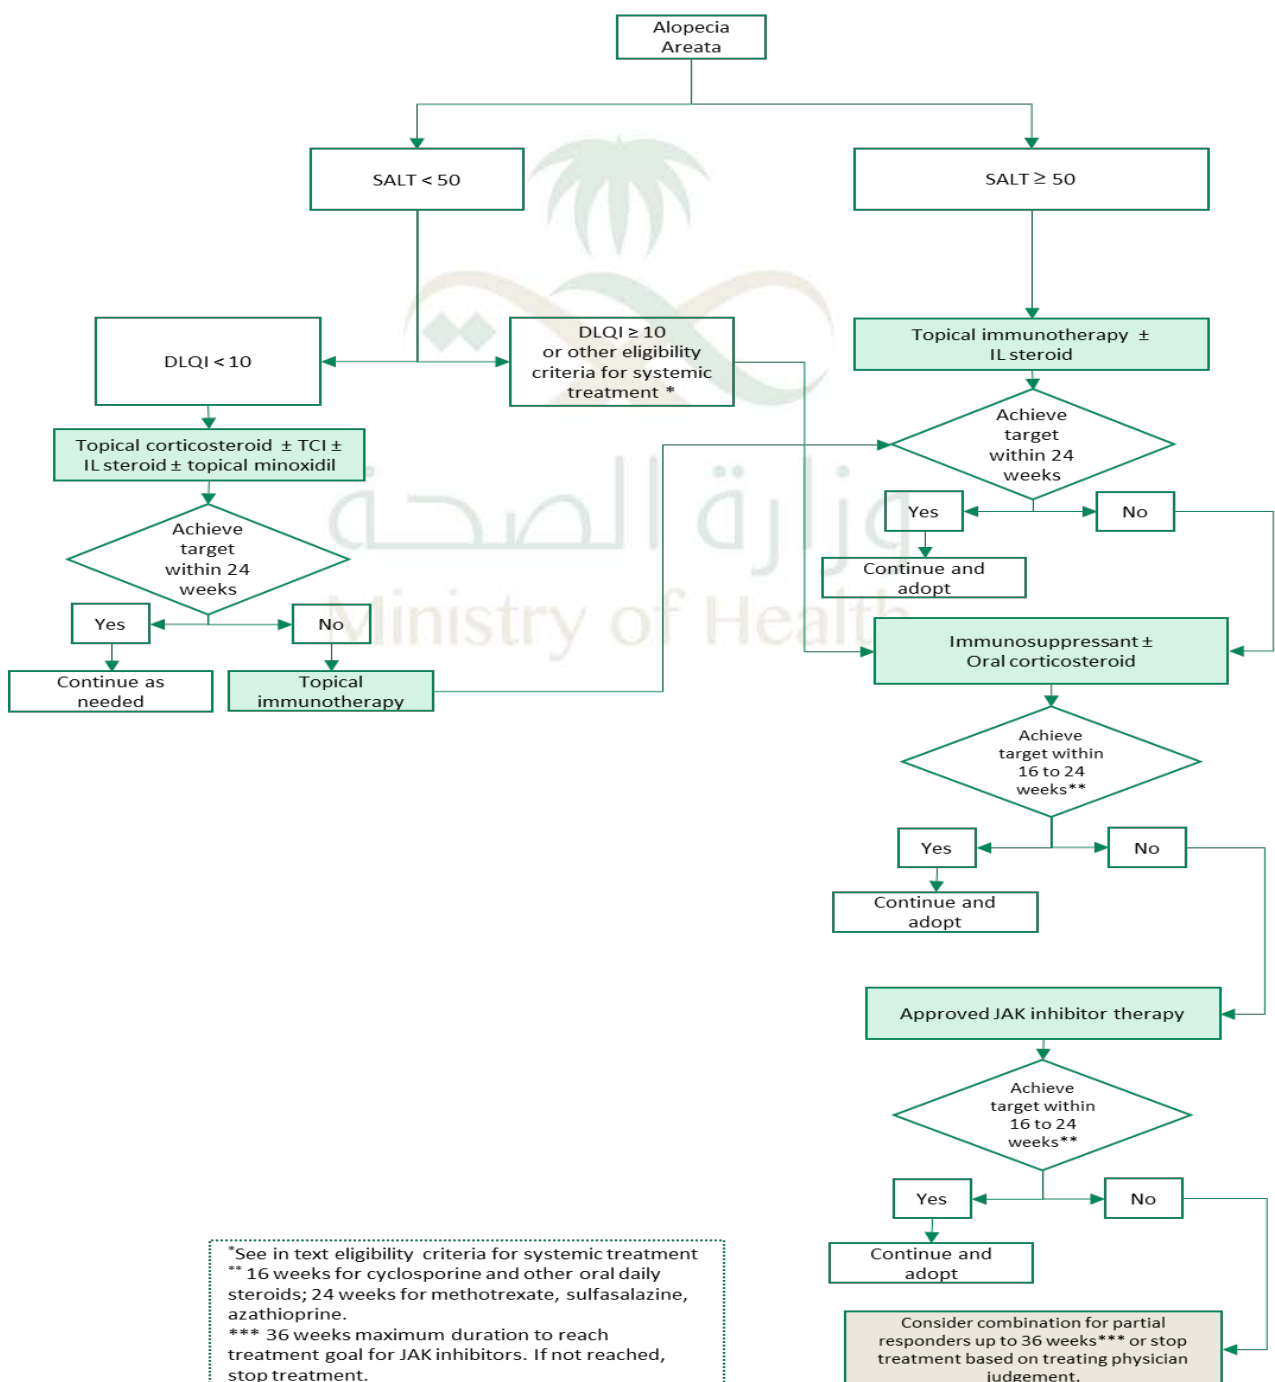 Alopecia
Areata
SALT < 50
SALT ≥ 50
DLQI < 10
DLQI ≥ 10
or other eligibility
criteria for systemic
treatment *
Topical immunotherapy ±
IL steroid
Topical corticosteroid ± TCI ±
IL steroid ± topical minoxidil
Achieve
target
within 24
weeks
Yes
No
Continue and
adopt
Achieve
target
within 24
weeks
Yes
No
Continue as
needed
Topical
immunotherapy
وزارة الصحة
Ministry of Health
Immunosuppressant ±
Oral corticosteroid
Achieve
target within
16 to 24
weeks**
Yes
No
Continue and
adopt
Approved JAK inhibitor therapy
Achieve
target within
16 to 24
weeks**
Yes
No
Continue and
adopt
Consider combination for partial
responders up to 36 weeks*** or stop
treatment based on treating physician
judgement.
*See in text eligibility criteria for systemic treatment
** 16 weeks for cyclosporine and other oral daily
steroids; 24 weeks for methotrexate, sulfasalazine,
azathioprine.
*** 36 weeks maximum duration to reach
treatment goal for JAK inhibitors. If not reached,
stop treatment.